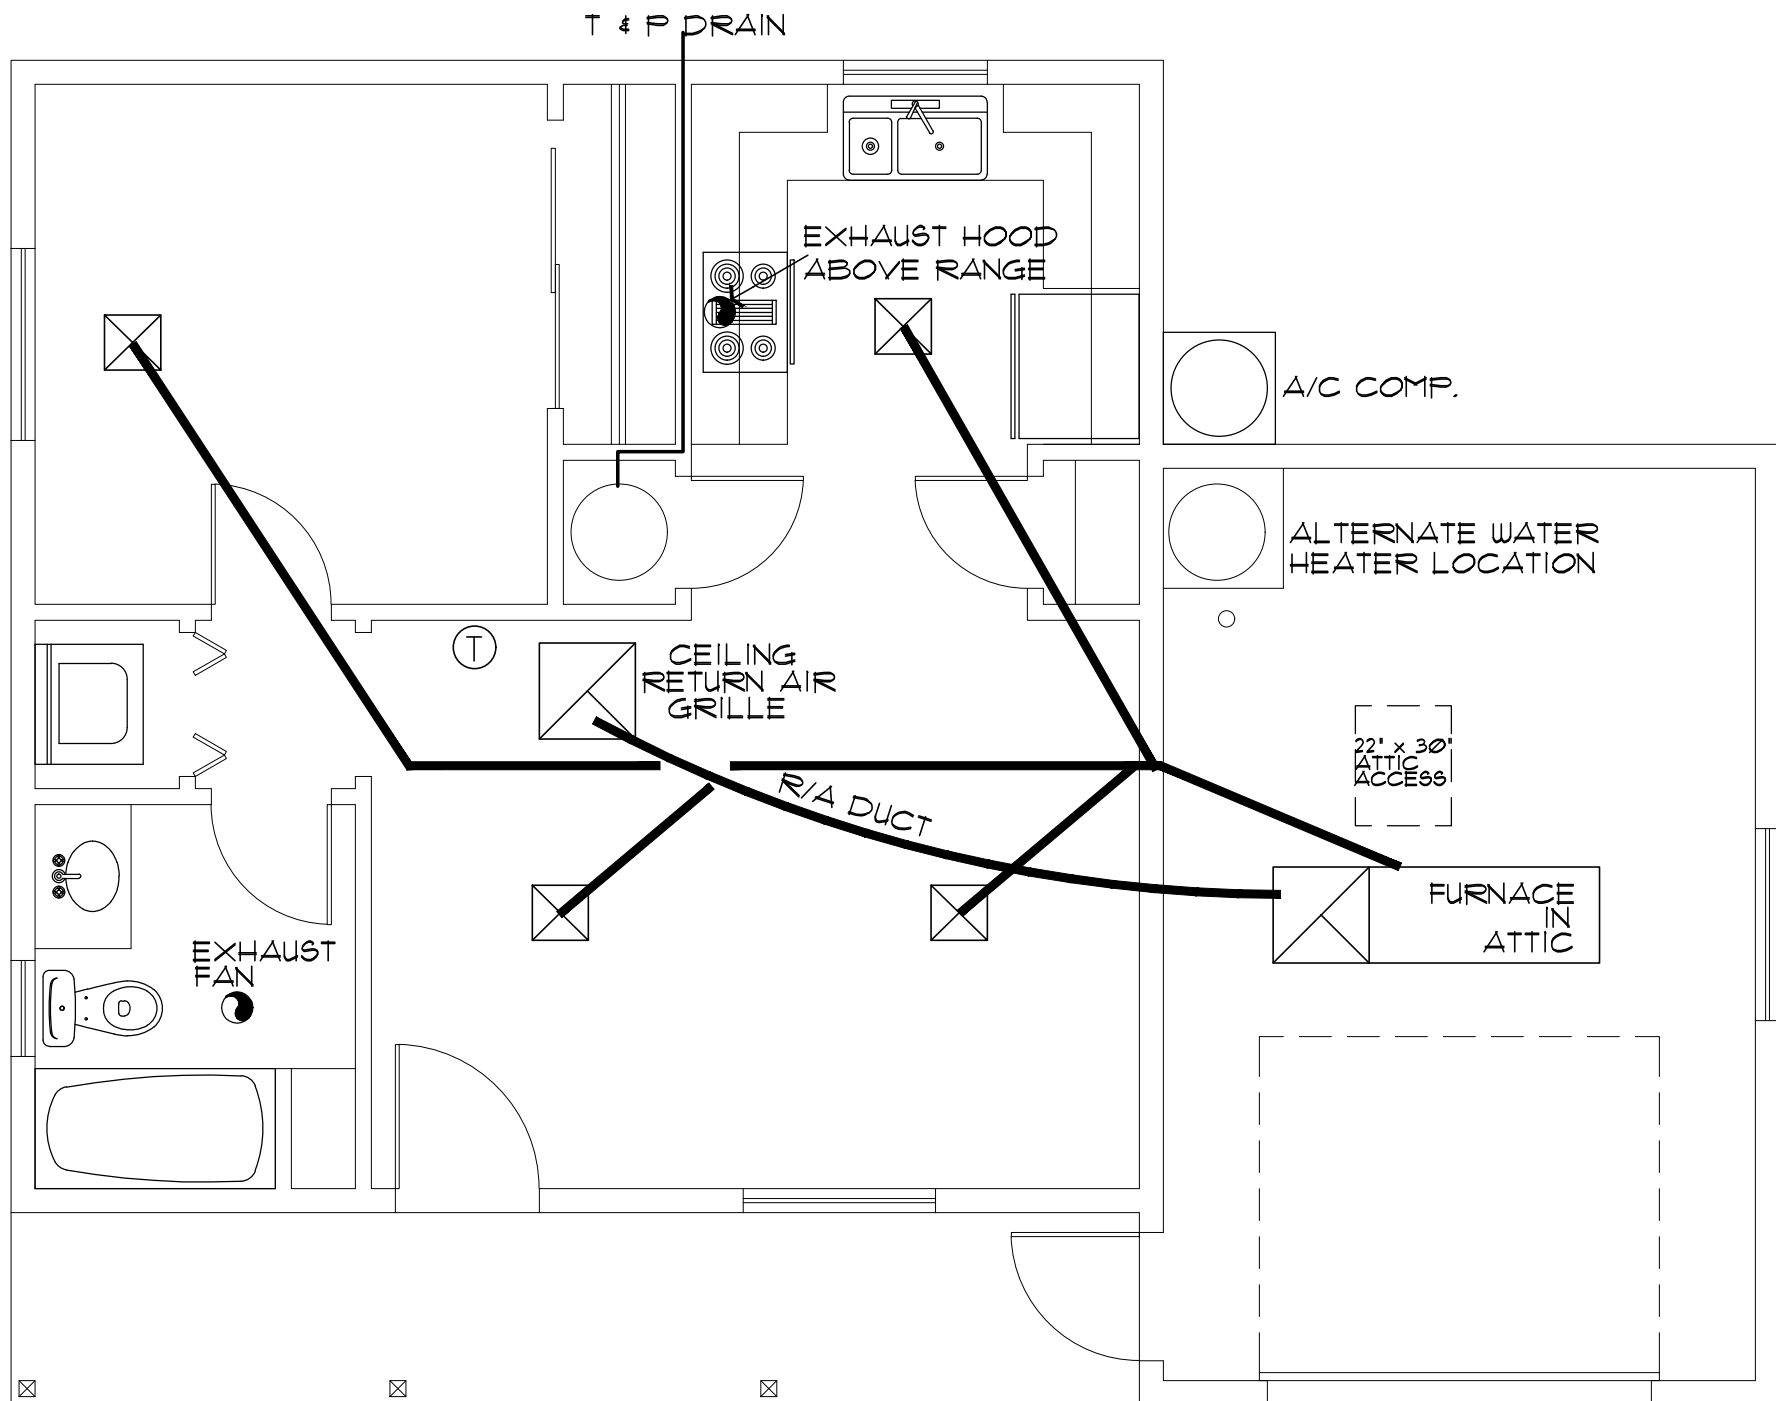 T & P DRAIN
EXHAUST HOOD
ABOVE RANGE
A/C COMP.
ALTERNATE WATER
HEATER LOCATION
T
CEILING
RETURN AIR
GRILLE
22" x 30"
ATTIC
ACCESS
R/A DUCT
FURNACE
IN
ATTIC
EXHAUST
FAN